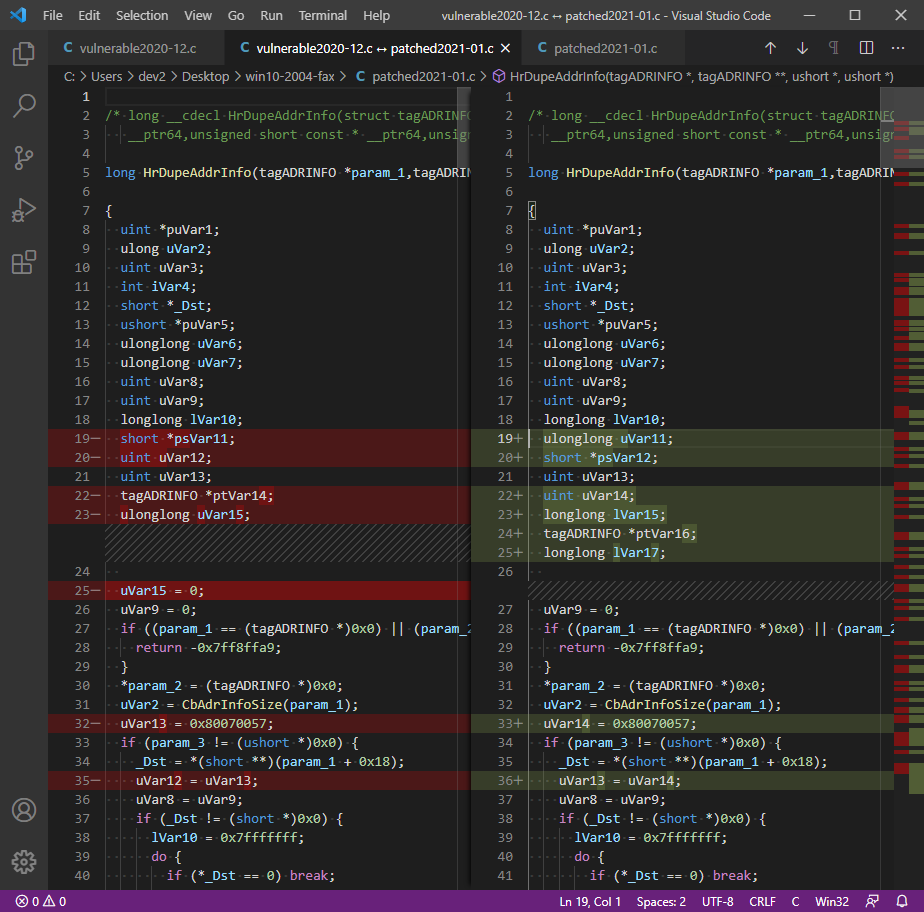 File Edit Selection View Go Run Terminal Help vulnerable2020-12.c ↔ patched2021-01.c - Visual Studio Code
vulnerable2020-12.c vulnerable2020-12.c ↔ patched2021-01.c patched2021-01.c
C: > Users > dev2 > Desktop > win10-2004-fax > C patched2021-01.c > HrDupeAddrInfo(tagADRINFO *, tagADRINFO **, ushort *, ushort *)
1
2 /* long __cdecl HrDupeAddrInfo(struct tagADRINF
3 __ptr64,unsigned short const * __ptr64,unsig
4
5 long HrDupeAddrInfo(tagADRINFO *param_1,tagADRIN
6
7 {
8 uint *puVar1;
9 ulong uVar2;
10 uint uVar3;
11 int iVar4;
12 short *_Dst;
13 ushort *puVar5;
14 ulonglong uVar6;
15 ulonglong uVar7;
16 uint uVar8;
17 uint uVar9;
18 longlong lVar10;
19− short *psVar11;
20− uint uVar12;
21 uint uVar13;
22− tagADRINFO *ptVar14;
23− ulonglong uVar15;
24
25− uVar15 = 0;
26 uVar9 = 0;
27 if ((param_1 == (tagADRINFO *)0x0) || (param_2
28 return -0x7ff8ffa9;
29 }
30 *param_2 = (tagADRINFO *)0x0;
31 uVar2 = CbAdrInfoSize(param_1);
32− uVar13 = 0x80070057;
33 if (param_3 != (ushort *)0x0) {
34 _Dst = *(short **)(param_1 + 0x18);
35− uVar12 = uVar13;
36 uVar8 = uVar9;
37 if (_Dst != (short *)0x0) {
38 lVar10 = 0x7fffffff;
39 do {
40 if (*_Dst == 0) break;
1
2 /* long __cdecl HrDupeAddrInfo(struct tagADRINFO
3 __ptr64,unsigned short const * __ptr64,unsign
4
5 long HrDupeAddrInfo(tagADRINFO *param_1,tagADRIN
6
7 {
8 uint *puVar1;
9 ulong uVar2;
10 uint uVar3;
11 int iVar4;
12 short *_Dst;
13 ushort *puVar5;
14 ulonglong uVar6;
15 ulonglong uVar7;
16 uint uVar8;
17 uint uVar9;
18 longlong lVar10;
19+ ulonglong uVar11;
20+ short *psVar12;
21 uint uVar13;
22+ uint uVar14;
23+ longlong lVar15;
24+ tagADRINFO *ptVar16;
25+ longlong lVar17;
26
27 uVar9 = 0;
28 if ((param_1 == (tagADRINFO *)0x0) || (param_2
29 return -0x7ff8ffa9;
30 }
31 *param_2 = (tagADRINFO *)0x0;
32 uVar2 = CbAdrInfoSize(param_1);
33+ uVar14 = 0x80070057;
34 if (param_3 != (ushort *)0x0) {
35 _Dst = *(short **)(param_1 + 0x18);
36+ uVar13 = uVar14;
37 uVar8 = uVar9;
38 if (_Dst != (short *)0x0) {
39 lVar10 = 0x7fffffff;
40 do {
41 if (*_Dst == 0) break;
0 0 Ln 19, Col 1 Spaces: 2 UTF-8 CRLF C Win32